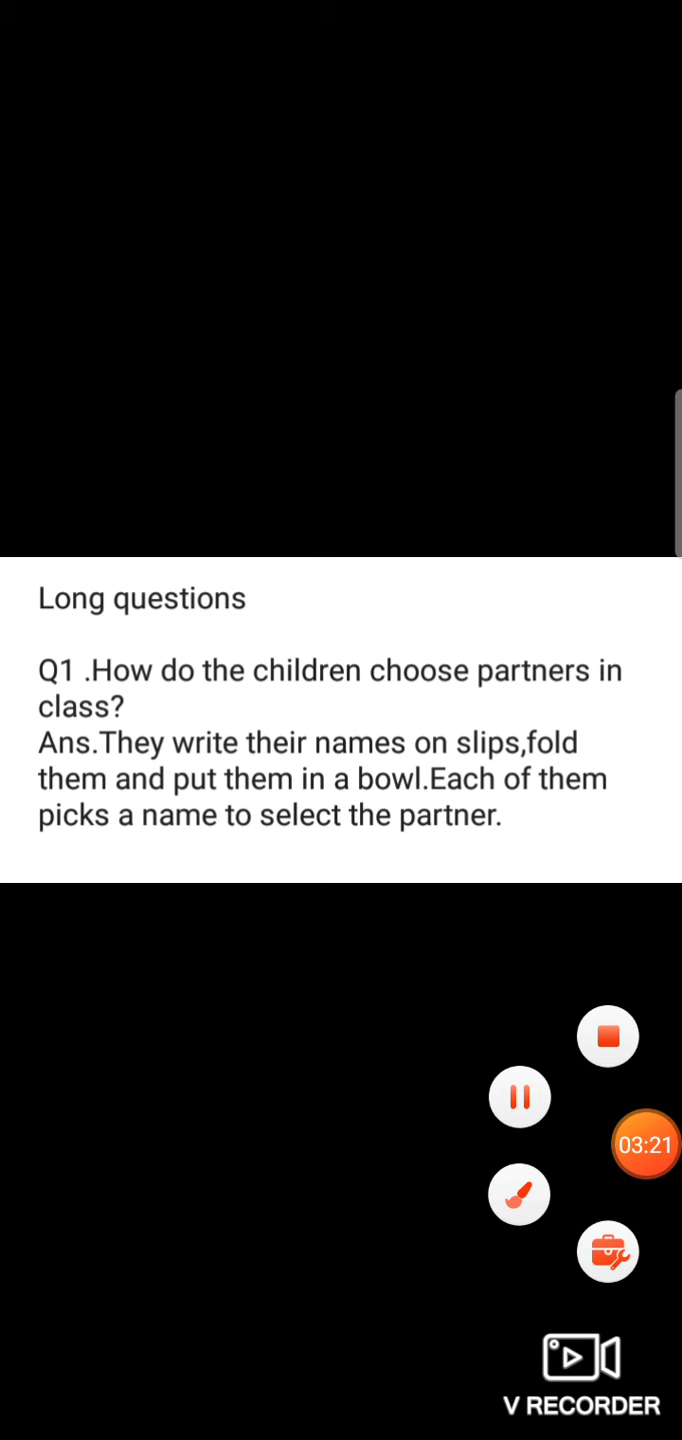 Long questions
Q1 .How do the children choose partners in
class?
Ans.They write their names on slips,fold
them and put them in a bowl.Each of them
picks a name to select the partner.
03:21
V RECORDER